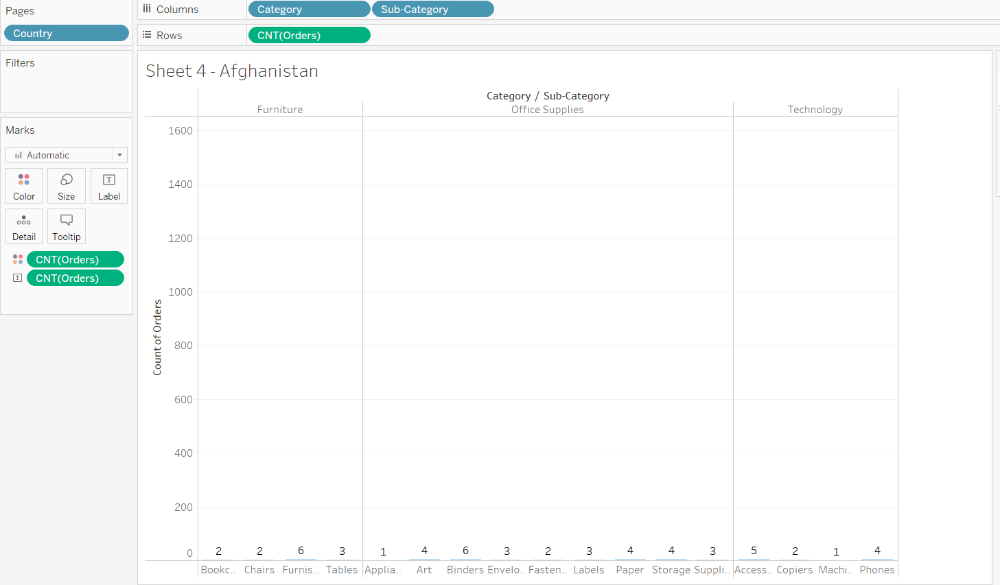 Pages
Country
Filters
Marks
Automatic
Color
Size
Label
Detail
Tooltip
CNT(Orders)
CNT(Orders)
Columns
Category
Sub-Category
Rows
CNT(Orders)
Sheet 4 - Afghanistan
Category / Sub-Category
Furniture
Office Supplies
Technology
Count of Orders
1600
1400
1200
1000
800
600
400
200
0
2 2 6 3 1 4 6 3 2 3 4 4 3 5 2 1 4
Bookc.. Chairs Furnis.. Tables Applia.. Art Binders Envelo.. Fasten.. Labels Paper Storage Suppli.. Access.. Copiers Machi.. Phones